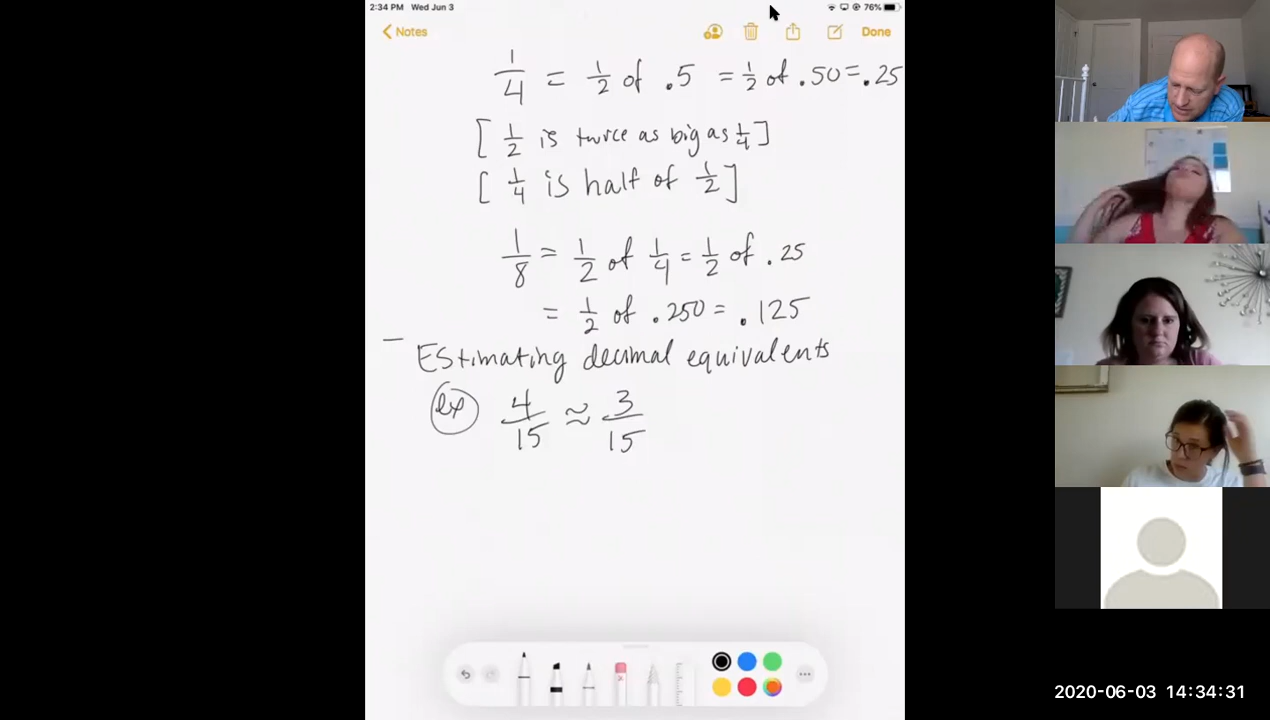 2:34 PM Wed Jun 3
76%
Notes
Done
1/4 = 1/2 of .5 = 1/2 of .50 = .25
[ 1/2 is twice as big as 1/4 ]
[ 1/4 is half of 1/2 ]
1/8 = 1/2 of 1/4 = 1/2 of .25
= 1/2 of .250 = .125
— Estimating decimal equivalents
ex 4/15 ≈ 3/15
2020-06-03 14:34:31